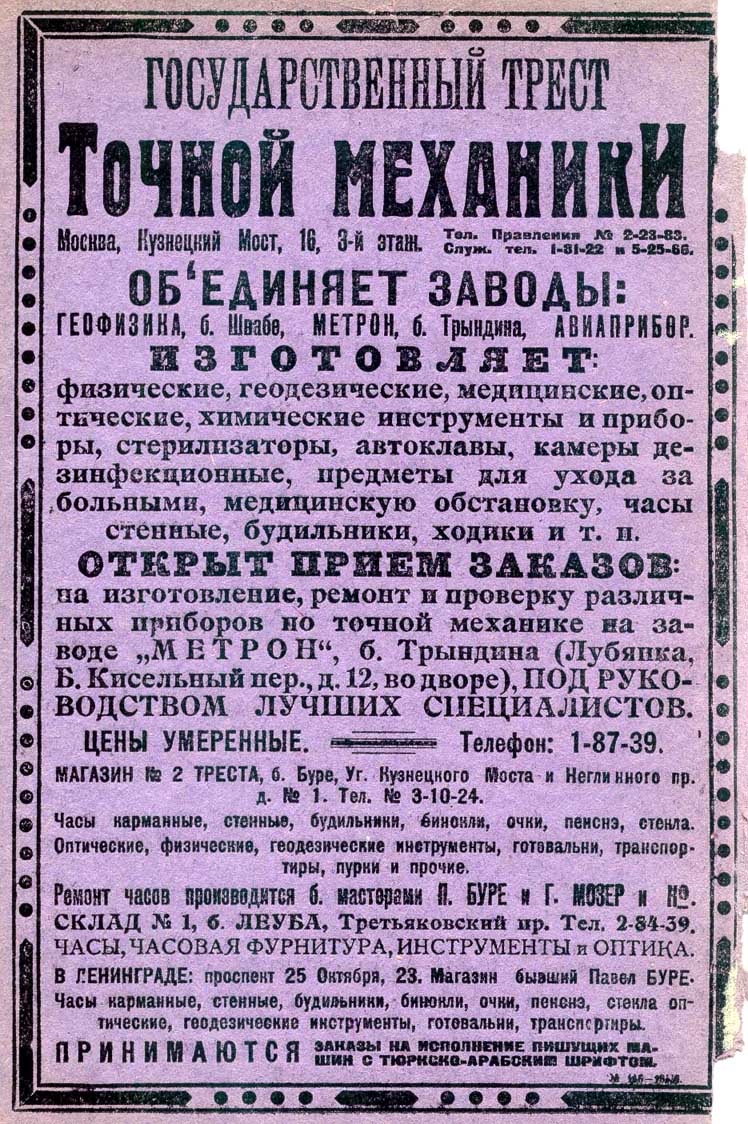 ГОСУДАРСТВЕННЫЙ ТРЕСТ
ТОЧНОЙ МЕХАНИКИ
Москва, Кузнецкий Мост, 16, 3-й этаж. Тел. Правления № 2-23-83.
Служ. тел. 1-31-22 и 5-25-66.
ОБ'ЕДИНЯЕТ ЗАВОДЫ:
ГЕОФИЗИКА, б. Швабе, МЕТРОН, б. Трындина, АВИАПРИБОР.
ИЗГОТОВЛЯЕТ:
физические, геодезические, медицинские, оп-
тические, химические инструменты и прибо-
ры, стерилизаторы, автоклавы, камеры де-
зинфекционные, предметы для ухода за
больными, медицинскую обстановку, часы
стенные, будильники, ходики и т. п.
ОТКРЫТ ПРИЕМ ЗАКАЗОВ:
на изготовление, ремонт и проверку различ-
ных приборов по точной механике на за-
воде „МЕТРОН“, б. Трындина (Лубянка,
Б. Кисельный пер., д. 12, во дворе), ПОД РУКО-
ВОДСТВОМ ЛУЧШИХ СПЕЦИАЛИСТОВ.
ЦЕНЫ УМЕРЕННЫЕ. Телефон: 1-87-39.
МАГАЗИН № 2 ТРЕСТА, б. Буре, Уг. Кузнецкого Моста и Неглинного пр.
д. № 1. Тел. № 3-10-24.
Часы карманные, стенные, будильники, бинокли, очки, пенснэ, стекла.
Оптические, физические, геодезические инструменты, готовальни, транспор-
тиры, пурки и прочие.
Ремонт часов производится б. мастерами П. БУРЕ и Г. МОЗЕР и Ко.
СКЛАД № 1, б. ЛЕУБА, Третьяковский пр. Тел. 2-84-39.
ЧАСЫ, ЧАСОВАЯ ФУРНИТУРА, ИНСТРУМЕНТЫ и ОПТИКА.
В ЛЕНИНГРАДЕ: проспект 25 Октября, 23. Магазин бывший Павел БУРЕ.
Часы карманные, стенные, будильники, бинокли, очки, пенснэ, стекла оп-
тические, геодезические инструменты, готовальни, транспортиры.
ПРИНИМАЮТСЯ ЗАКАЗЫ НА ИСПОЛНЕНИЕ ПИШУЩИХ МА-
ШИН С ТЮРКСКО-АРАБСКИМ ШРИФТОМ.